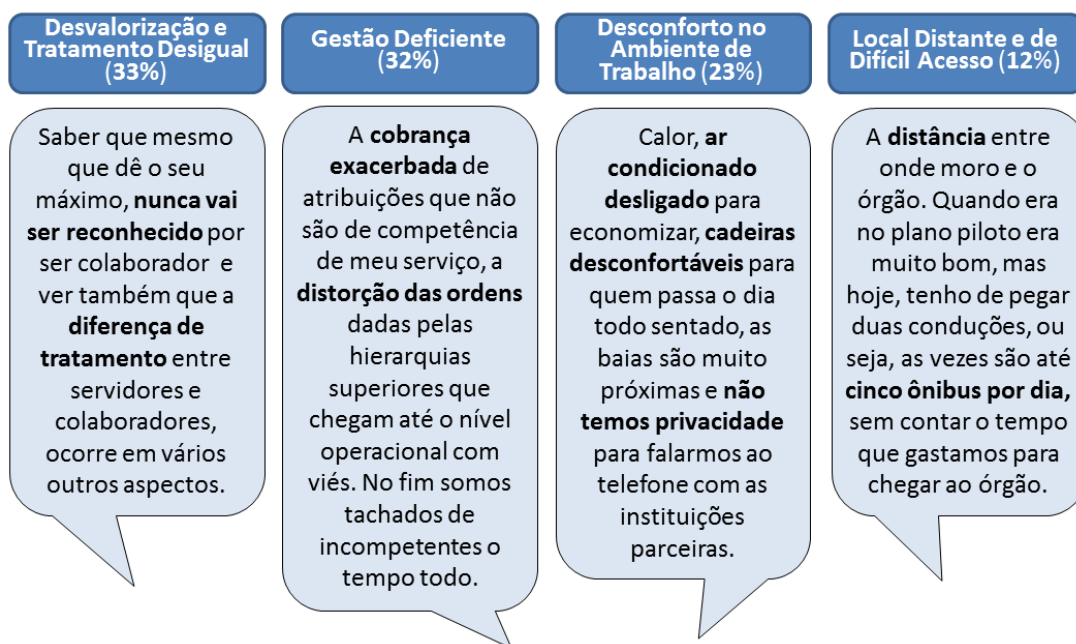 Desvalorização e
Tratamento Desigual
(33%)
Saber que mesmo
que dê o seu
máximo, nunca vai
ser reconhecido por
ser colaborador e
ver também que a
diferença de
tratamento entre
servidores e
colaboradores,
ocorre em vários
outros aspectos.
Gestão Deficiente
(32%)
A cobrança
exacerbada de
atribuições que não
são de competência
de meu serviço, a
distorção das ordens
dadas pelas
hierarquias
superiores que
chegam até o nível
operacional com
viés. No fim somos
tachados de
incompetentes o
tempo todo.
Desconforto no
Ambiente de
Trabalho (23%)
Calor, ar
condicionado
desligado para
economizar, cadeiras
desconfortáveis para
quem passa o dia
todo sentado, as
baias são muito
próximas e não
temos privacidade
para falarmos ao
telefone com as
instituições
parceiras.
Local Distante e de
Difícil Acesso (12%)
A distância entre
onde moro e o
órgão. Quando era
no plano piloto era
muito bom, mas
hoje, tenho de pegar
duas conduções, ou
seja, as vezes são até
cinco ônibus por dia,
sem contar o tempo
que gastamos para
chegar ao órgão.